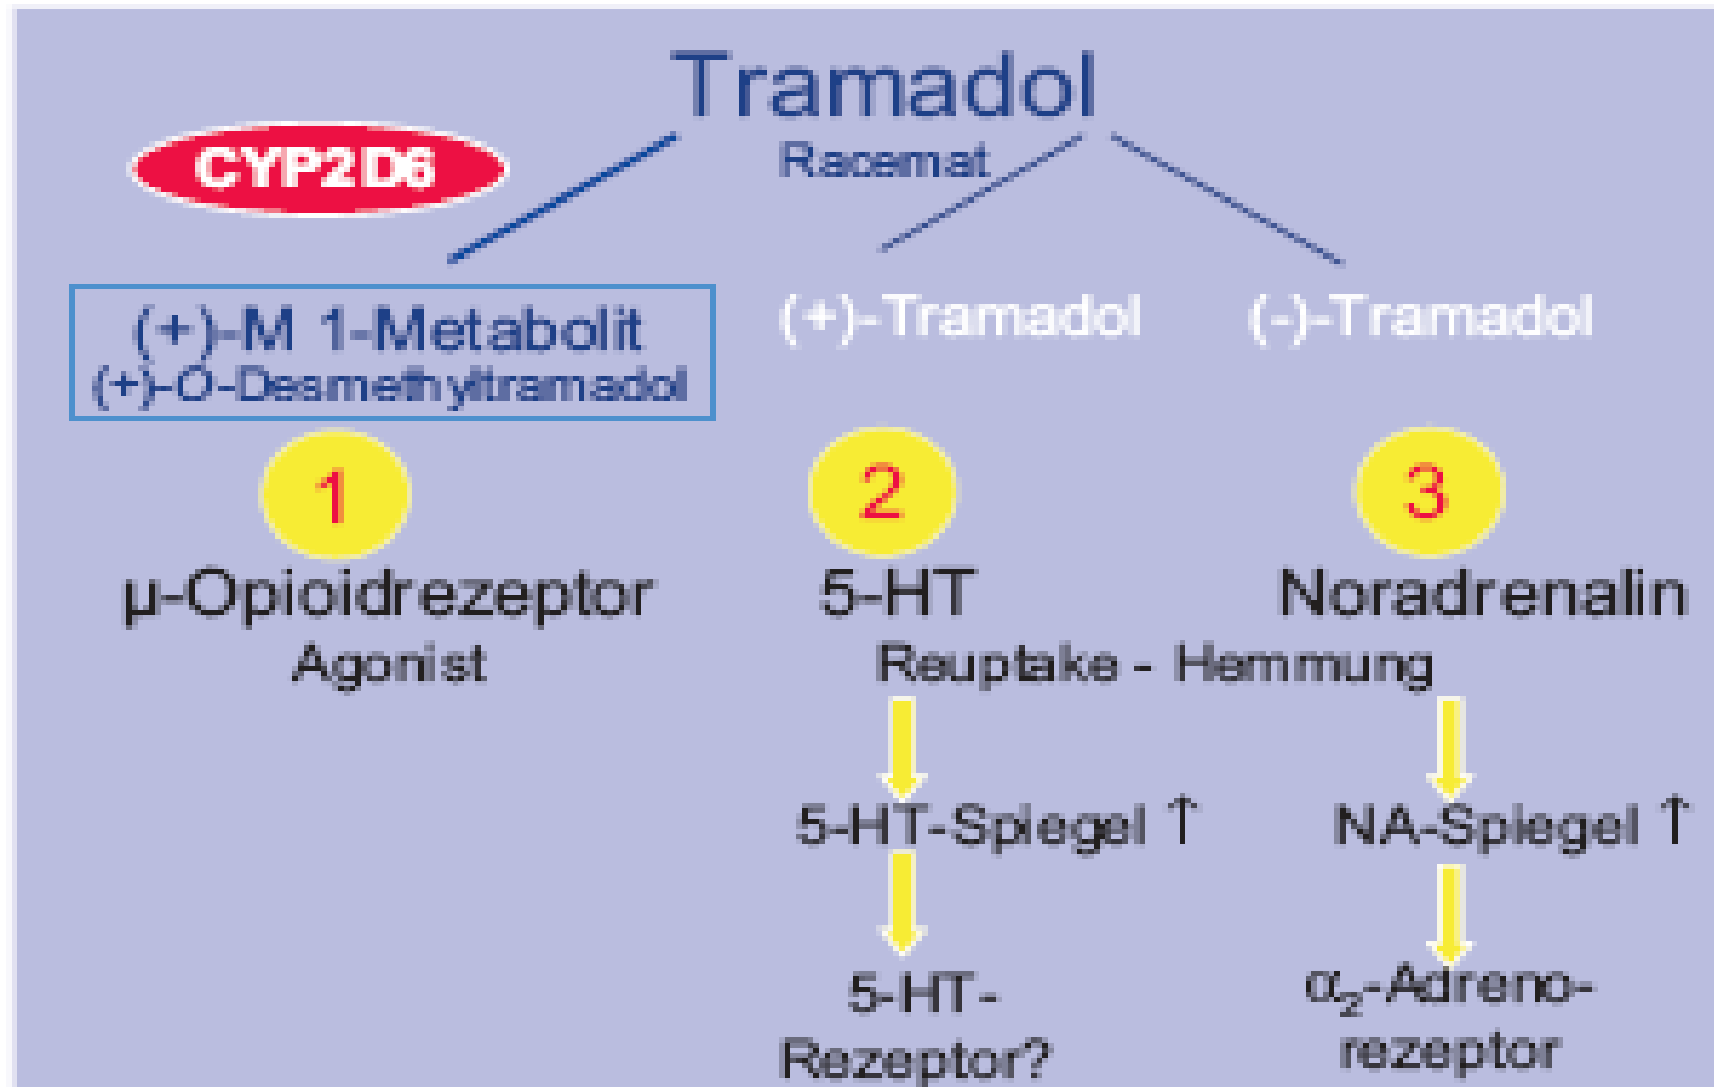 Tramadol
Racemat
CYP2D6
(+)-M 1-Metabolit
(+)-O-Desmethyltramadol
(+)-Tramadol
(-)-Tramadol
1
2
3
µ-Opioidrezeptor
5-HT
Noradrenalin
Agonist
Reuptake - Hemmung
5-HT-Spiegel ↑
NA-Spiegel ↑
5-HT-
Rezeptor?
α₂-Adreno-
rezeptor